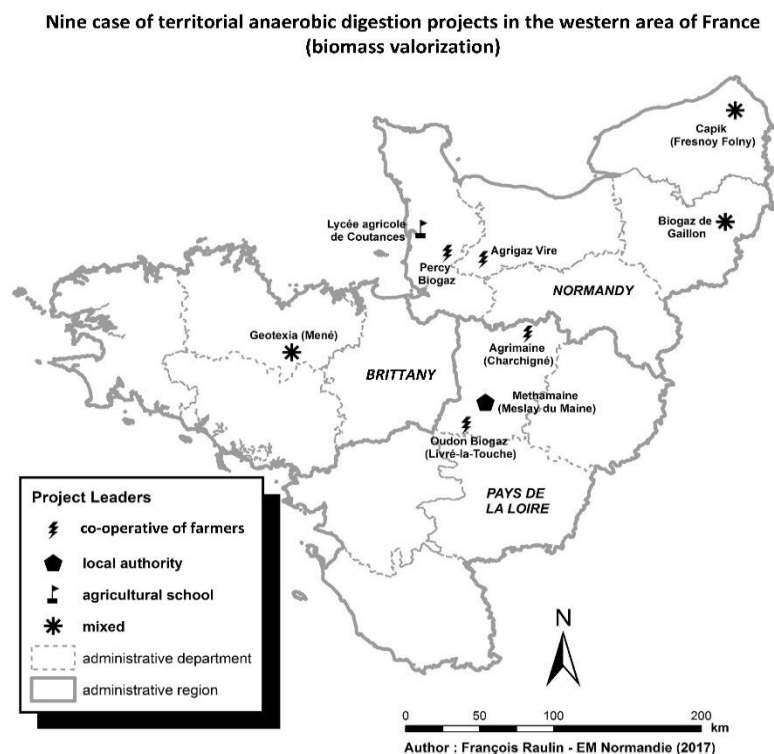 Nine case of territorial anaerobic digestion projects in the western area of France
(biomass valorization)
Capik
(Fresnoy Folny)
Lycée agricole
de Coutances
Biogaz de
Gaillon
Percy
Biogaz
Agrigaz Vire
NORMANDY
Geotexia (Mené)
Agrimaine
(Charchigné)
BRITTANY
Methamaine
(Meslay du Maine)
Oudon Biogaz
(Livré-la-Touche)
PAYS DE
LA LOIRE
Project Leaders
co-operative of farmers
local authority
agricultural school
mixed
administrative department
administrative region
N
0 50 100 200
km
Author : François Raulin - EM Normandie (2017)